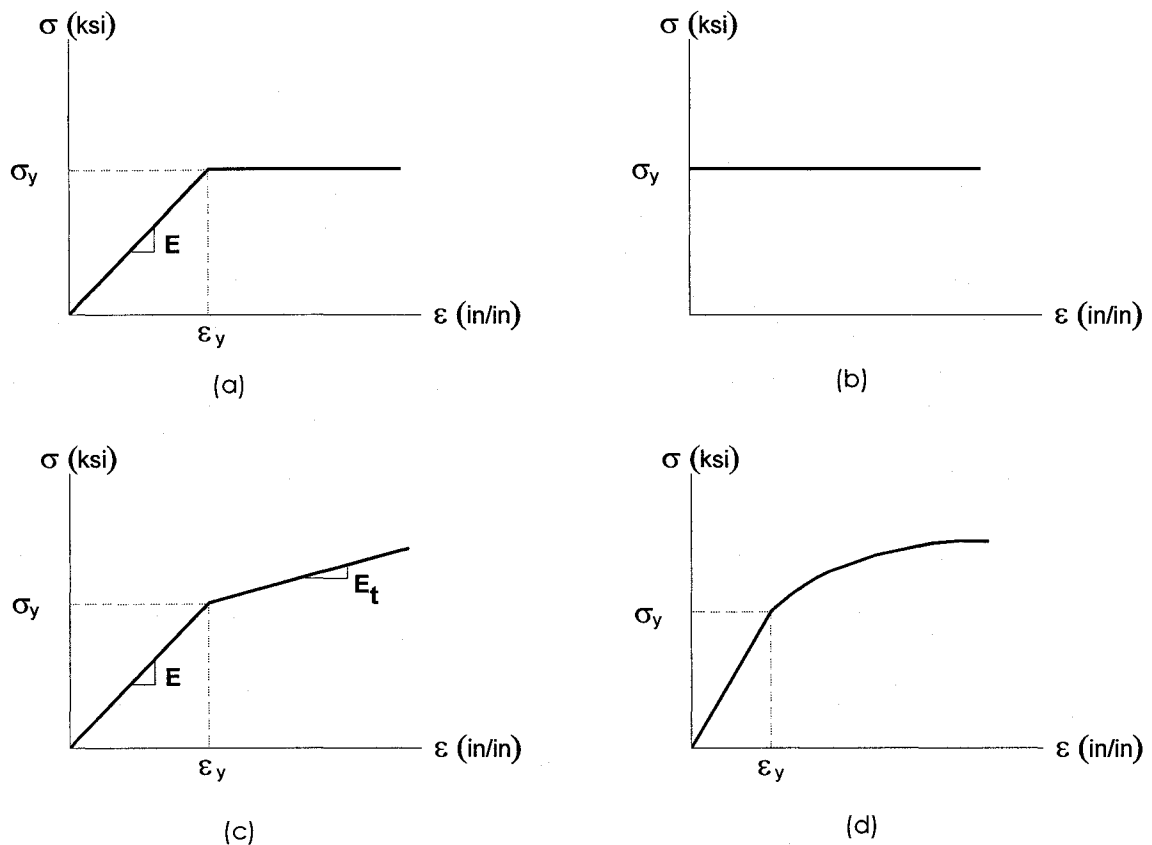 σ (ksi)
σy
E
εy
ε (in/in)
(a)
σ (ksi)
σy
ε (in/in)
(b)
σ (ksi)
σy
Et
E
εy
ε (in/in)
(c)
σ (ksi)
σy
εy
ε (in/in)
(d)